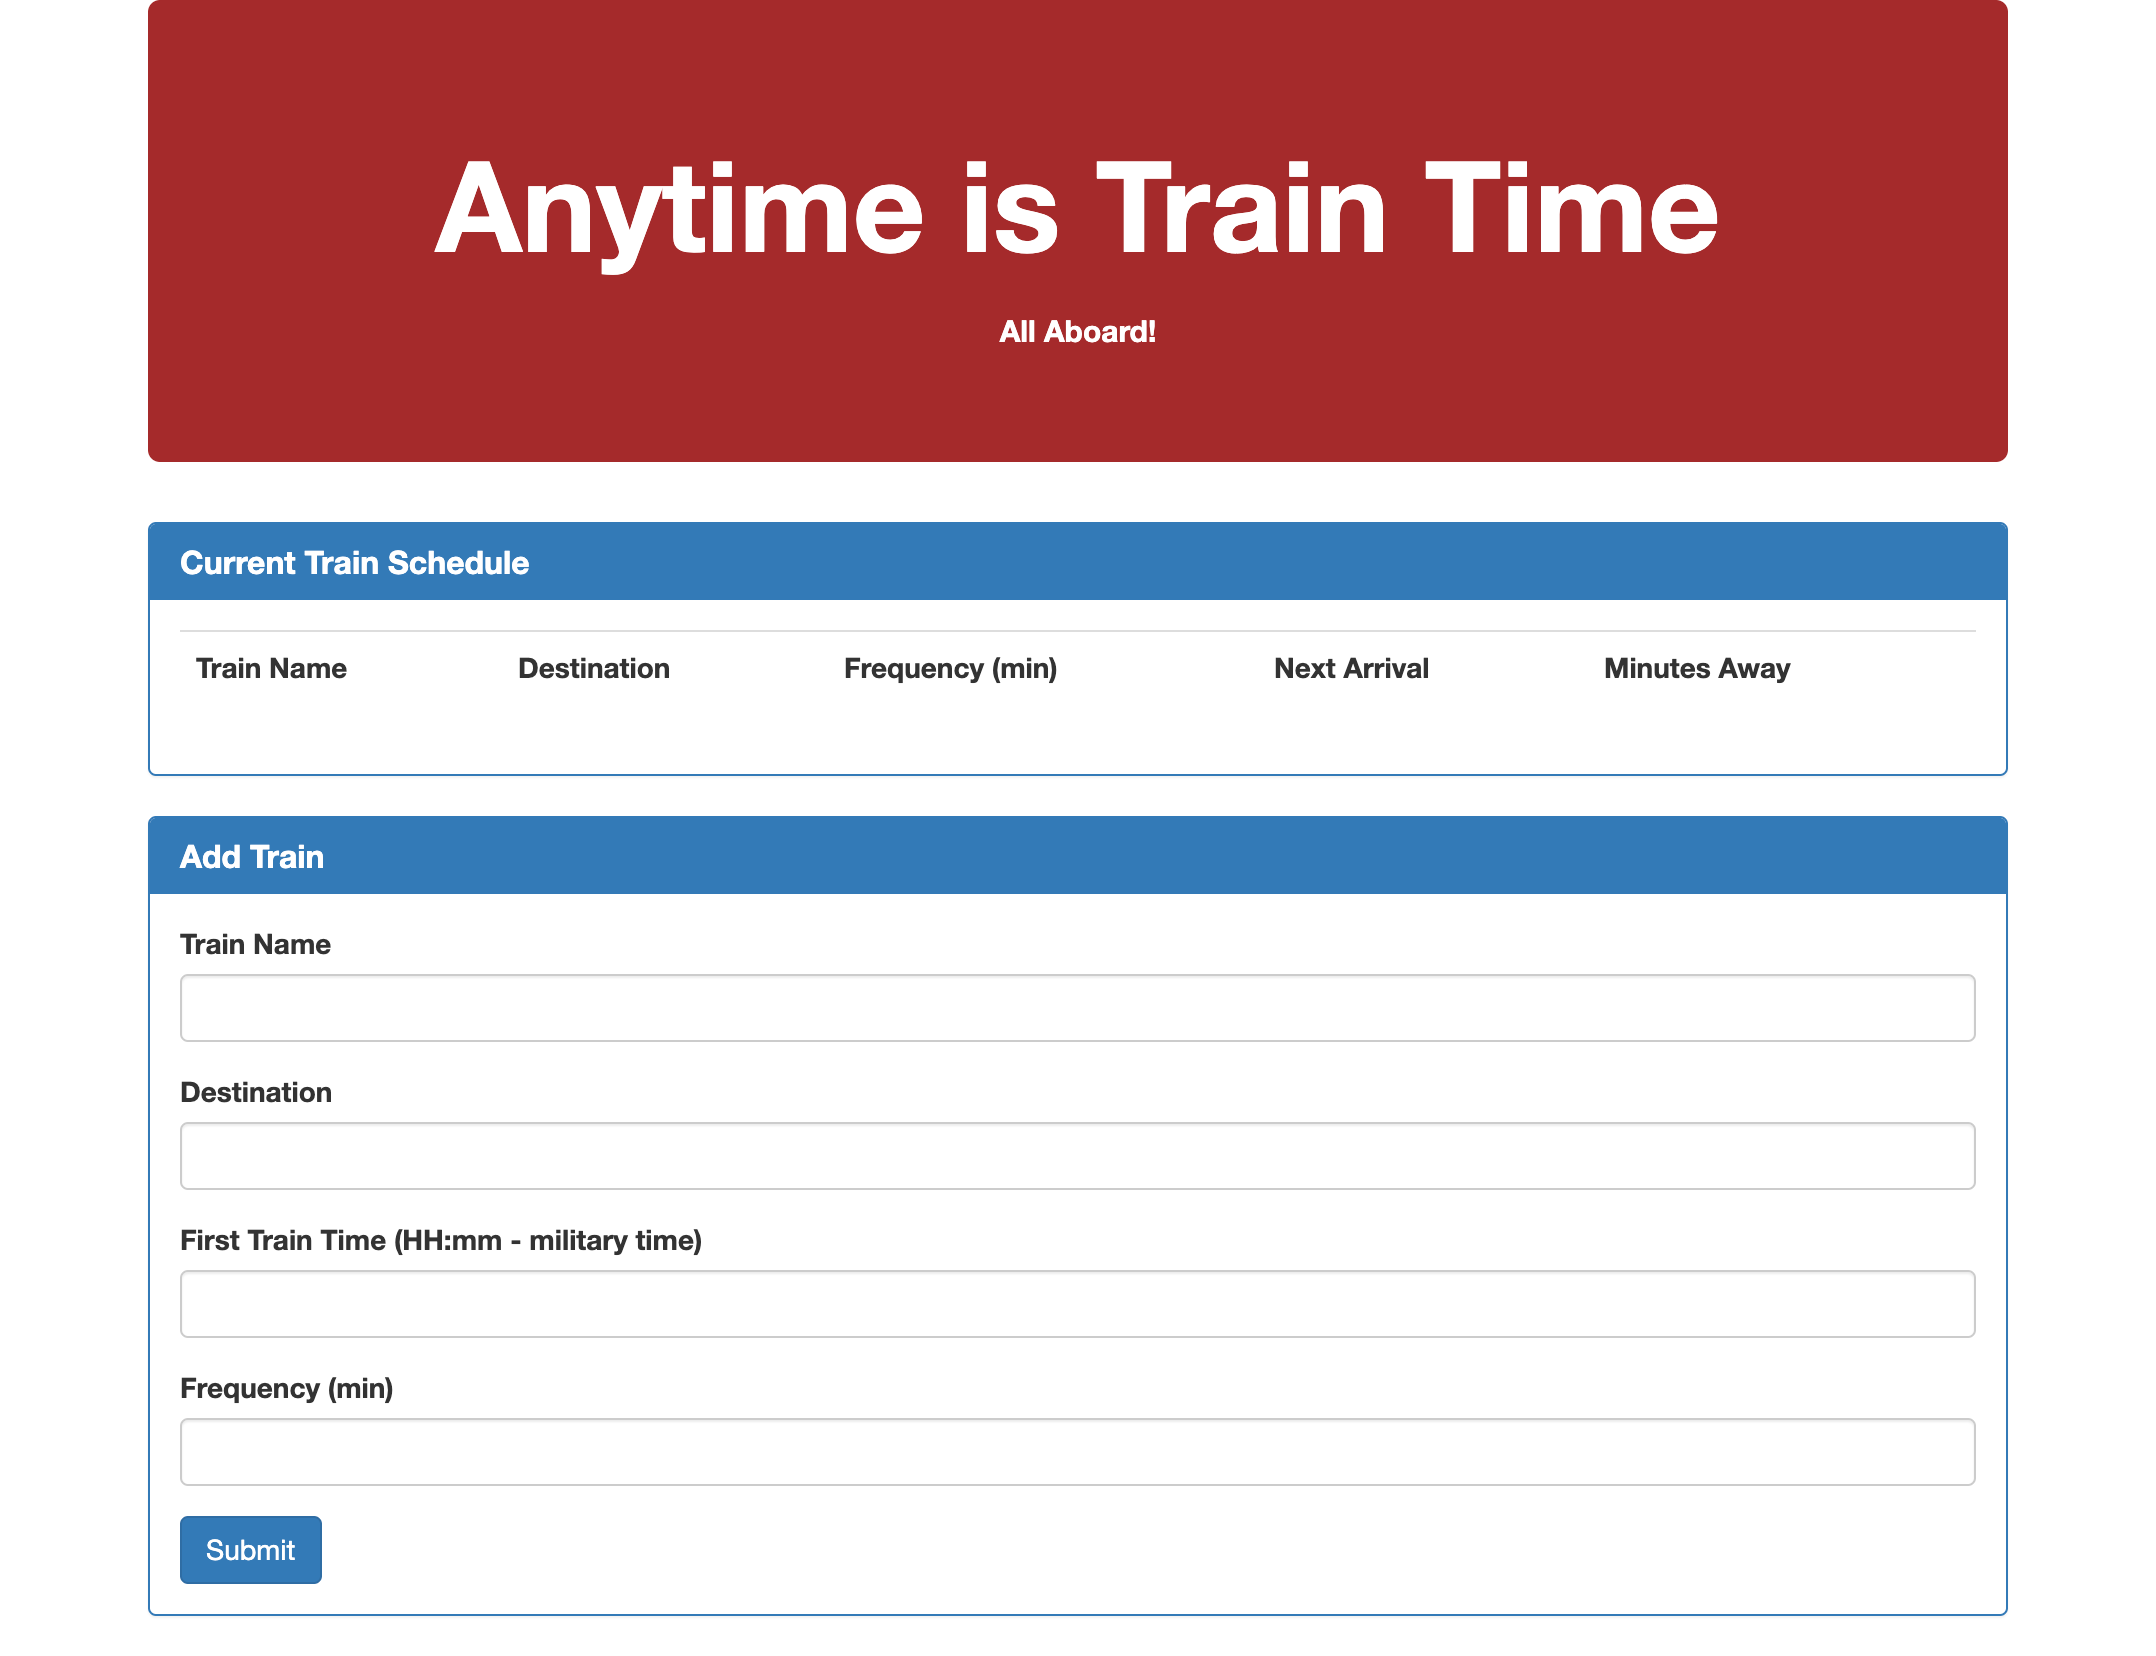 Anytime is Train Time
All Aboard!
Current Train Schedule
Train Name Destination Frequency (min) Next Arrival Minutes Away
Add Train
Train Name
Destination
First Train Time (HH:mm - military time)
Frequency (min)
Submit